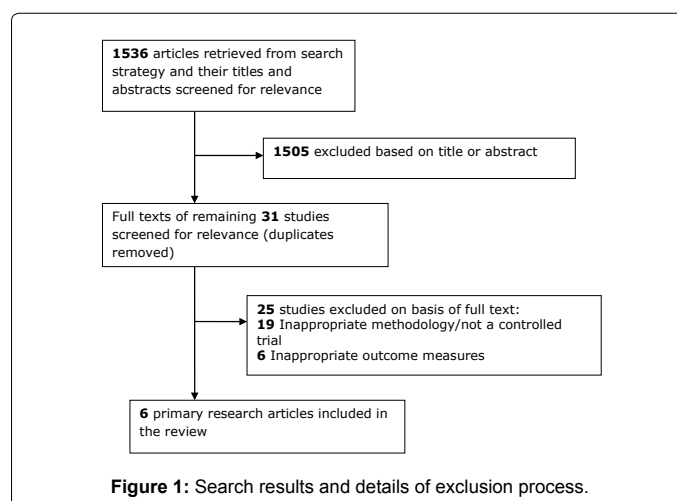 1536 articles retrieved from search
strategy and their titles and
abstracts screened for relevance
1505 excluded based on title or abstract
Full texts of remaining 31 studies
screened for relevance (duplicates
removed)
25 studies excluded on basis of full text:
19 Inappropriate methodology/not a controlled
trial
6 Inappropriate outcome measures
6 primary research articles included in
the review
Figure 1: Search results and details of exclusion process.